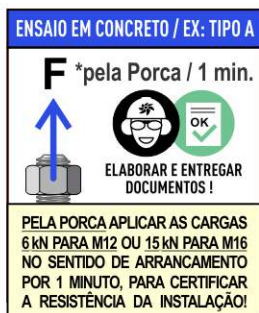 ENSAIO EM CONCRETO / EX: TIPO A
F *pela Porca / 1 min.
OK
ELABORAR E ENTREGAR
DOCUMENTOS !
PELA PORCA APLICAR AS CARGAS
6 kN PARA M12 OU 15 kN PARA M16
NO SENTIDO DE ARRANCAMENTO
POR 1 MINUTO, PARA CERTIFICAR
A RESISTÊNCIA DA INSTALAÇÃO!